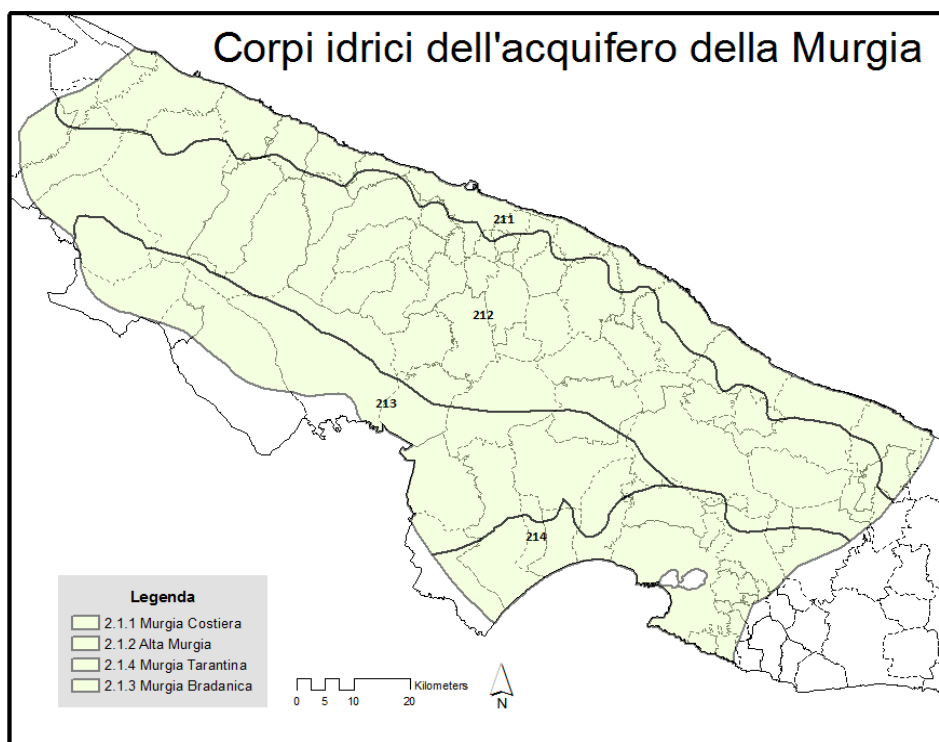 Corpi idrici dell'acquifero della Murgia
211
212
213
214
Legenda
2.1.1 Murgia Costiera
2.1.2 Alta Murgia
2.1.4 Murgia Tarantina
2.1.3 Murgia Bradanica
Kilometers
0 5 10 20
N